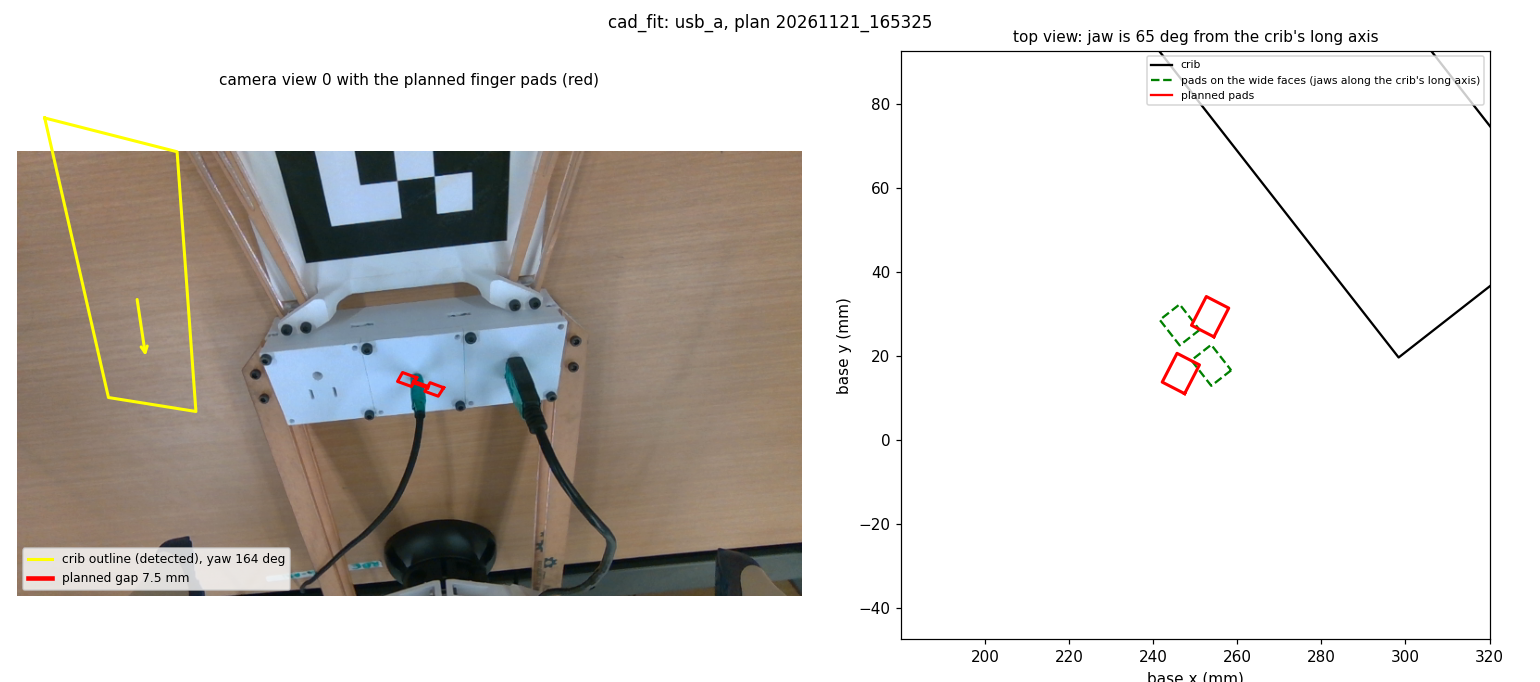 cad_fit: usb_a, plan 20261121_165325
camera view 0 with the planned finger pads (red)
crib outline (detected), yaw 164 deg
planned gap 7.5 mm
top view: jaw is 65 deg from the crib's long axis
crib
pads on the wide faces (jaws along the crib's long axis)
planned pads
base y (mm)
80
60
40
20
0
−20
−40
200 220 240 260 280 300 320
base x (mm)